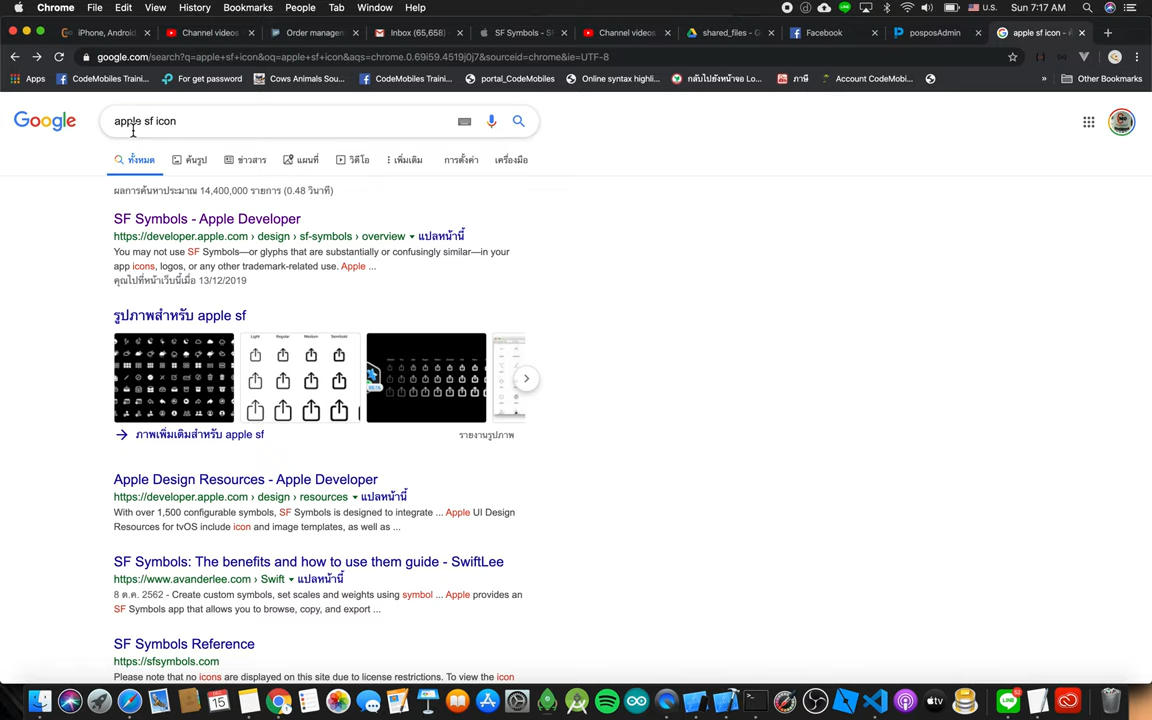 Chrome File Edit View History Bookmarks People Tab Window Help U.S. Sun 7:17 AM
iPhone, Android Channel videos Order managem Inbox (65,658) SF Symbols - S Channel videos shared_files - G Facebook posposAdmin apple sf icon -
google.com/search?q=apple+sf+icon&oq=apple+sf+icon&aqs=chrome.0.69i59.4519j0j7&sourceid=chrome&ie=UTF-8
Apps CodeMobiles Traini... For get password Cows Animals Sou... CodeMobiles Traini... portal_CodeMobiles Online syntax highli... กลับไปยังหน้าจอ Lo... ภาษี Account CodeMobi... » Other Bookmarks
Google apple sf icon
ทั้งหมด ค้นรูป ข่าวสาร แผนที่ วิดีโอ เพิ่มเติม การตั้งค่า เครื่องมือ
ผลการค้นหาประมาณ 14,400,000 รายการ (0.48 วินาที)
SF Symbols - Apple Developer
https://developer.apple.com › design › sf-symbols › overview ▾ แปลหน้านี้
You may not use SF Symbols—or glyphs that are substantially or confusingly similar—in your
app icons, logos, or any other trademark-related use. Apple ...
คุณไปที่หน้าเว็บนี้เมื่อ 13/12/2019
รูปภาพสำหรับ apple sf
Light Regular Medium Semibold
ภาพเพิ่มเติมสำหรับ apple sf รายงานรูปภาพ
Apple Design Resources - Apple Developer
https://developer.apple.com › design › resources ▾ แปลหน้านี้
With over 1,500 configurable symbols, SF Symbols is designed to integrate ... Apple UI Design
Resources for tvOS include icon and image templates, as well as ...
SF Symbols: The benefits and how to use them guide - SwiftLee
https://www.avanderlee.com › Swift ▾ แปลหน้านี้
8 ต.ค. 2562 - Create custom symbols, set scales and weights using symbol ... Apple provides an
SF Symbols app that allows you to browse, copy, and export ...
SF Symbols Reference
https://sfsymbols.com
Please note that no icons are displayed on this site due to license restrictions. To view the icon